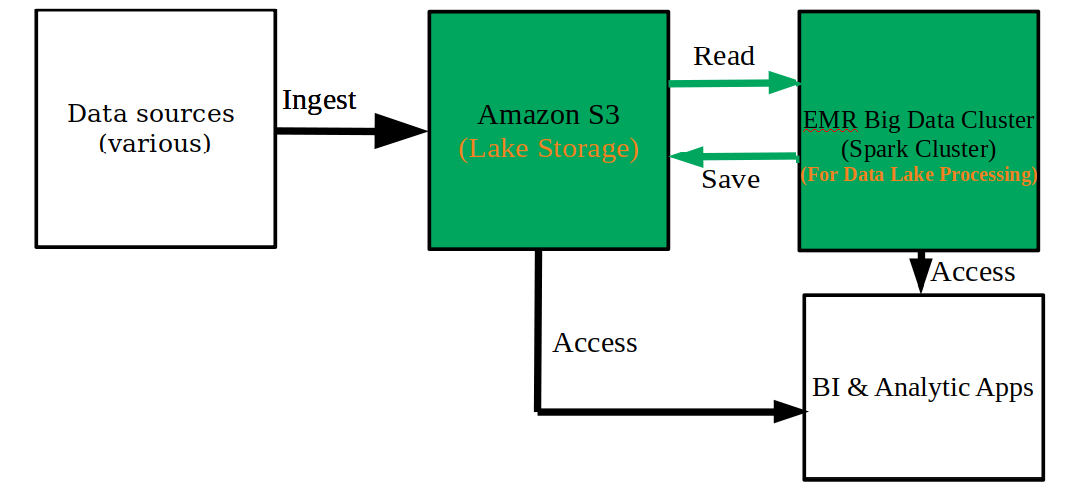 Data sources
(various)
Ingest
Amazon S3
(Lake Storage)
Read
Save
EMR Big Data Cluster
(Spark Cluster)
(For Data Lake Processing)
Access
Access
BI & Analytic Apps